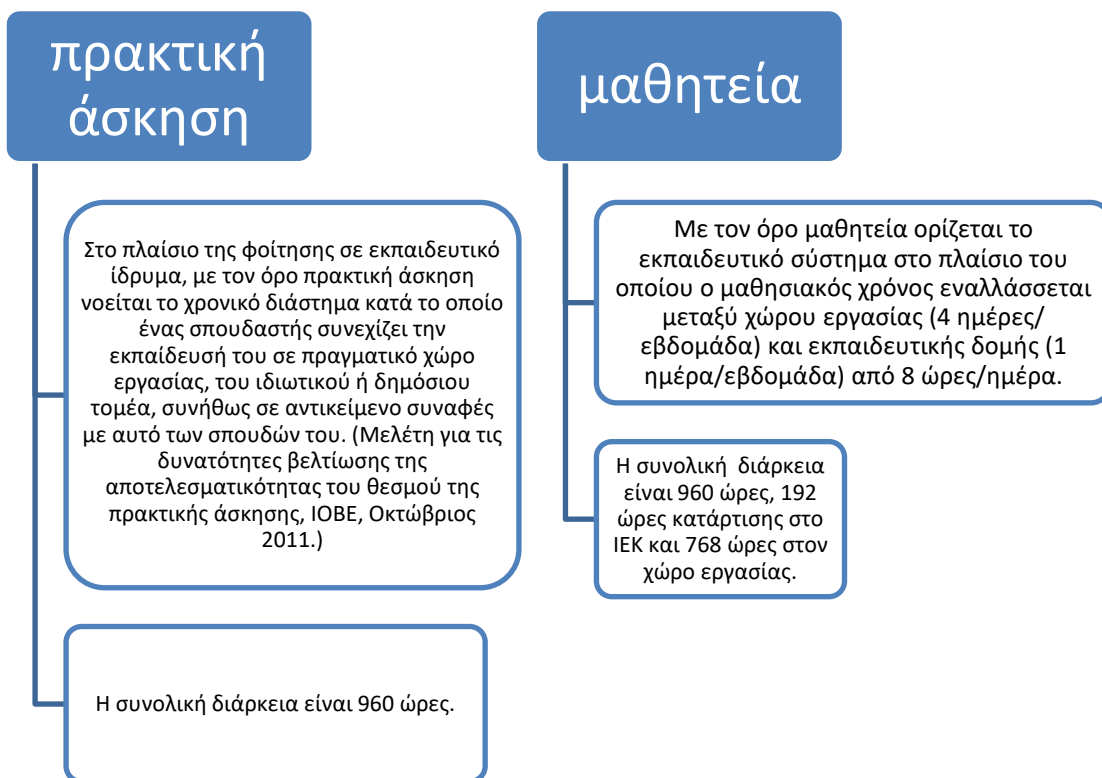 πρακτική
άσκηση
Στο πλαίσιο της φοίτησης σε εκπαιδευτικό
ίδρυμα, με τον όρο πρακτική άσκηση
νοείται το χρονικό διάστημα κατά το οποίο
ένας σπουδαστής συνεχίζει την
εκπαίδευσή του σε πραγματικό χώρο
εργασίας, του ιδιωτικού ή δημόσιου
τομέα, συνήθως σε αντικείμενο συναφές
με αυτό των σπουδών του. (Μελέτη για τις
δυνατότητες βελτίωσης της
αποτελεσματικότητας του θεσμού της
πρακτικής άσκησης, ΙΟΒΕ, Οκτώβριος
2011.)
Η συνολική διάρκεια είναι 960 ώρες.
μαθητεία
Με τον όρο μαθητεία ορίζεται το
εκπαιδευτικό σύστημα στο πλαίσιο του
οποίου ο μαθησιακός χρόνος εναλλάσσεται
μεταξύ χώρου εργασίας (4 ημέρες/
εβδομάδα) και εκπαιδευτικής δομής (1
ημέρα/εβδομάδα) από 8 ώρες/ημέρα.
Η συνολική διάρκεια
είναι 960 ώρες, 192
ώρες κατάρτισης στο
ΙΕΚ και 768 ώρες στον
χώρο εργασίας.